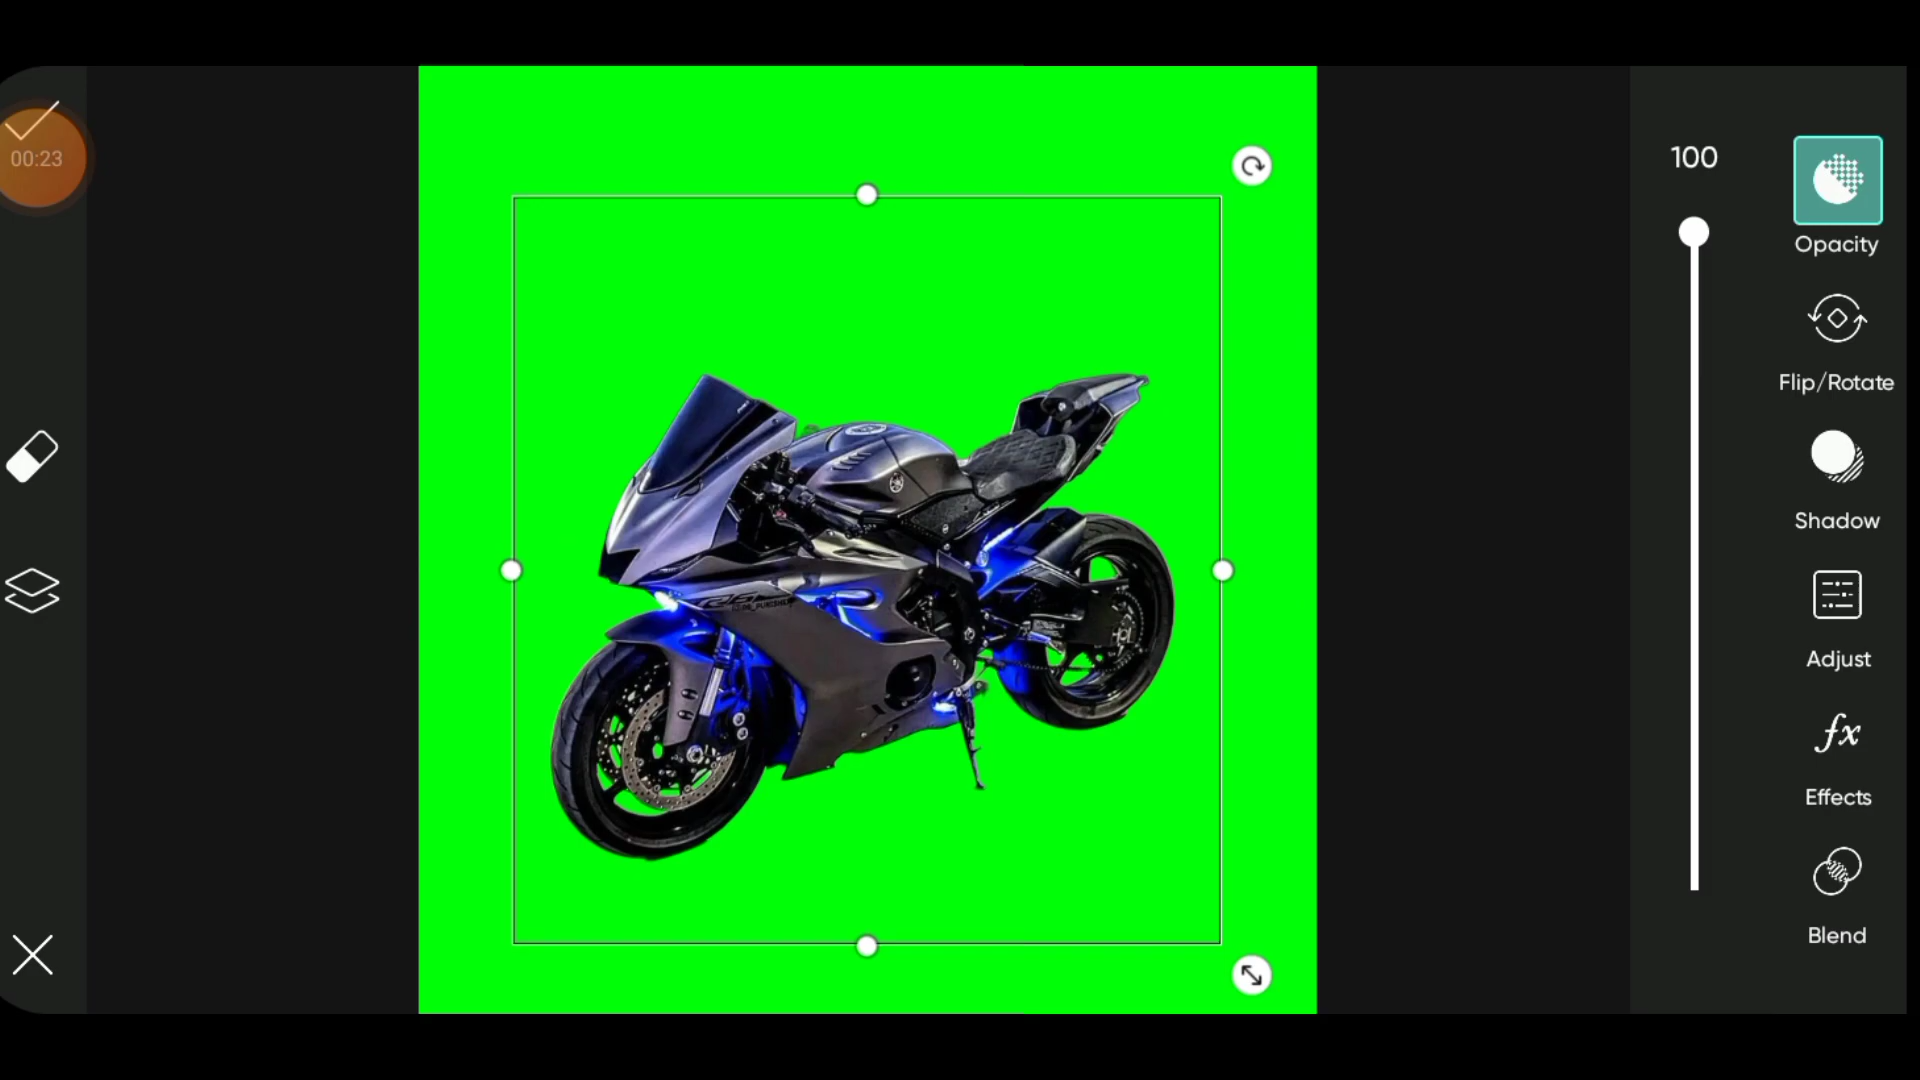 00:23
100
Opacity
Flip/Rotate
Shadow
Adjust
fx
Effects
Blend